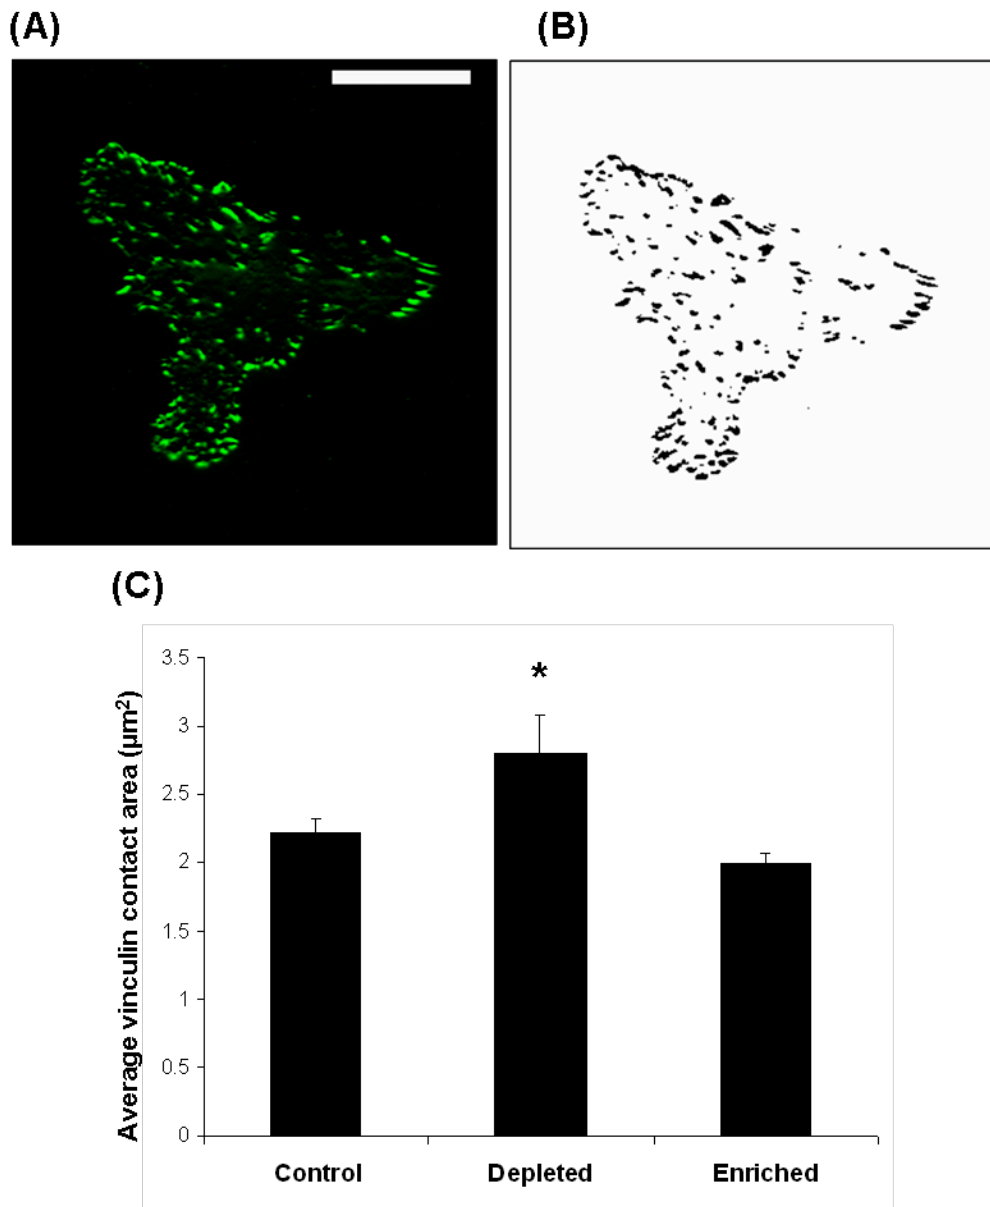 (A)
(B)
(C)
Average vinculin contact area (µm²)
3.5
*
3
2.5
2
1.5
1
0.5
0
Control Depleted Enriched